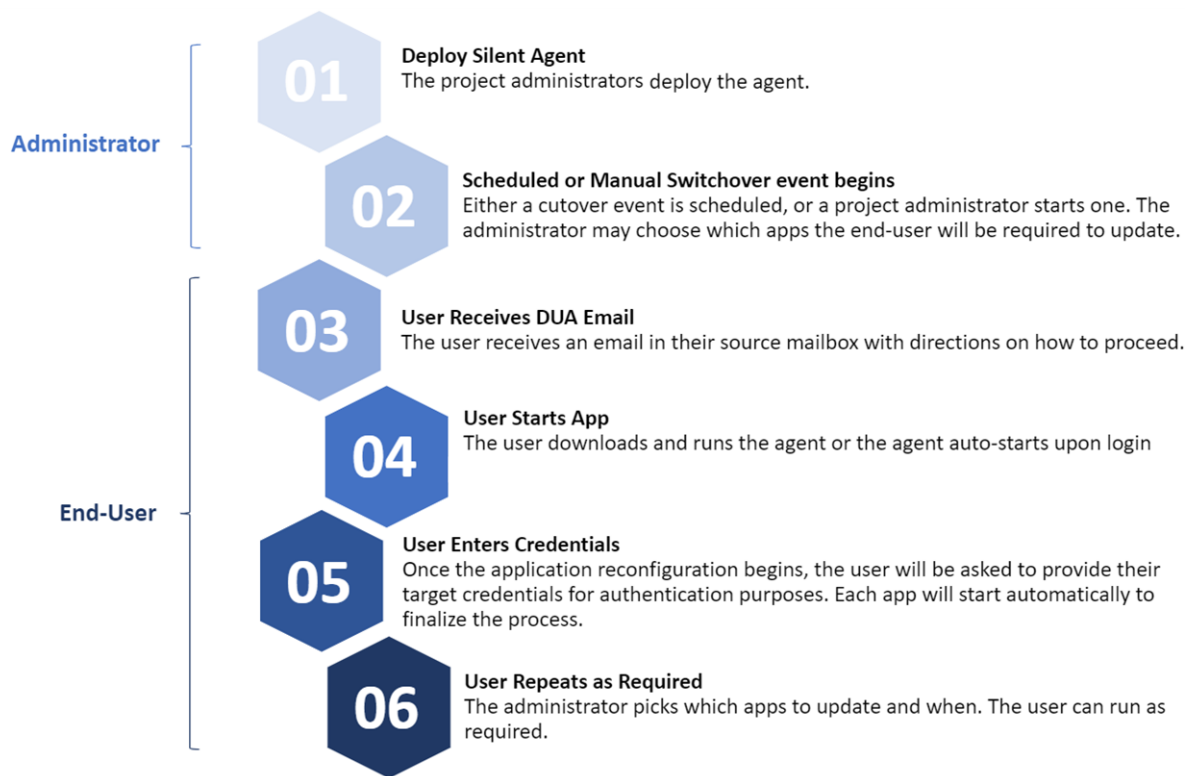 Administrator
01
Deploy Silent Agent
The project administrators deploy the agent.
02
Scheduled or Manual Switchover event begins
Either a cutover event is scheduled, or a project administrator starts one. The
administrator may choose which apps the end-user will be required to update.
End-User
03
User Receives DUA Email
The user receives an email in their source mailbox with directions on how to proceed.
04
User Starts App
The user downloads and runs the agent or the agent auto-starts upon login
05
User Enters Credentials
Once the application reconfiguration begins, the user will be asked to provide their
target credentials for authentication purposes. Each app will start automatically to
finalize the process.
06
User Repeats as Required
The administrator picks which apps to update and when. The user can run as
required.